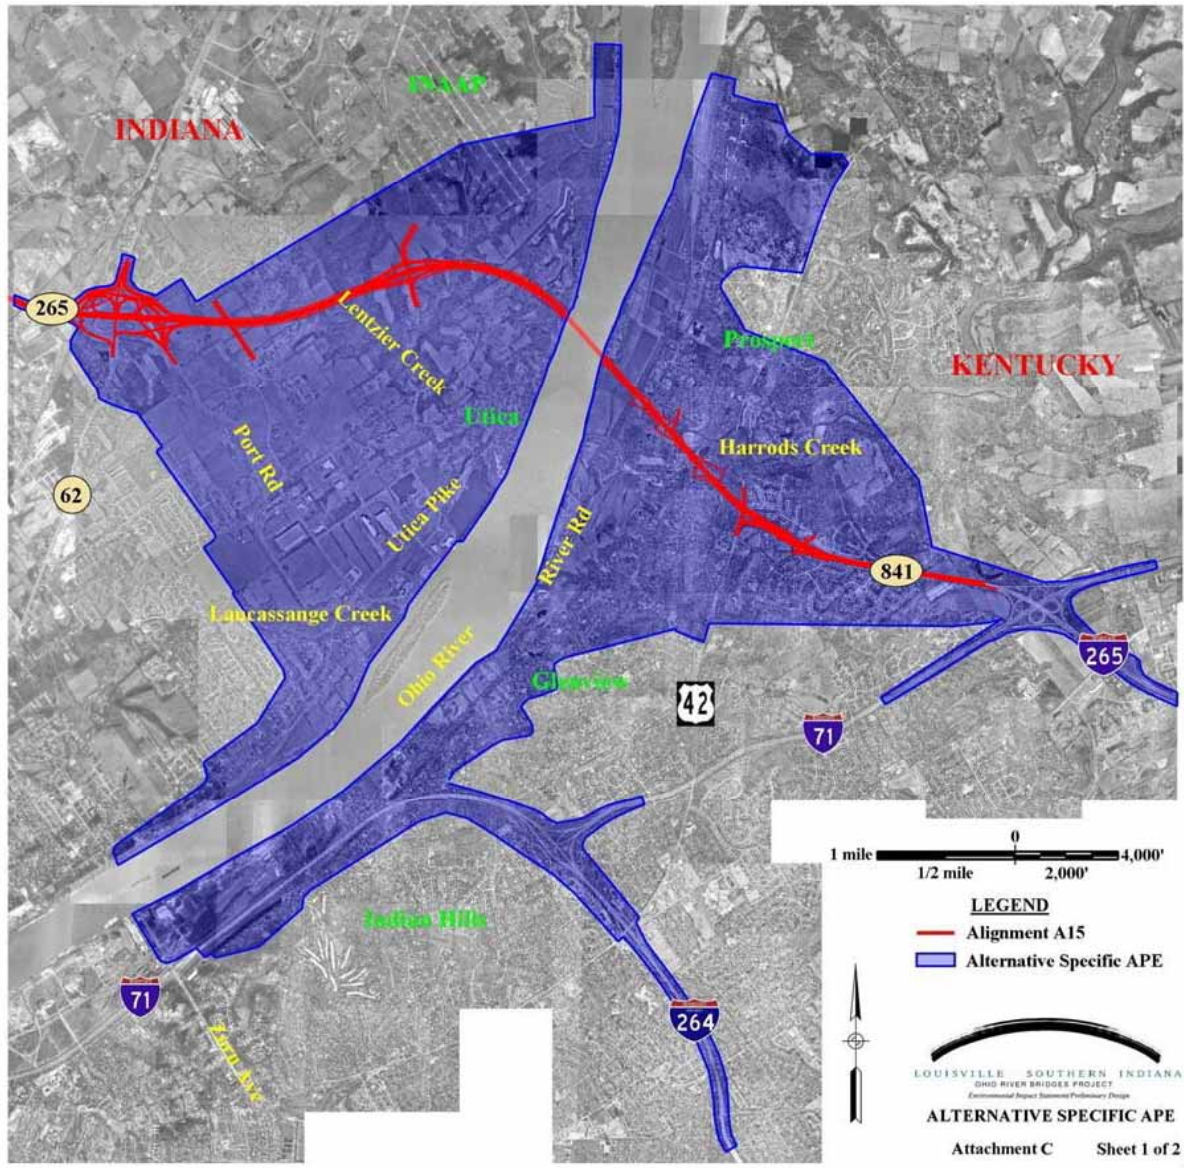 INAAP
INDIANA
265
Lentzier Creek
Prospect
KENTUCKY
Utica
Port Rd
Harrods Creek
62
Utica Pike
River Rd
841
Lancassange Creek
Ohio River
265
Glenview
42
71
0
1 mile
4,000'
1/2 mile
2,000'
LEGEND
Alignment A15
Alternative Specific APE
Indian Hills
71
264
Zorn Ave
LOUISVILLE SOUTHERN INDIANA
OHIO RIVER BRIDGES PROJECT
Environmental Impact Statement/Preliminary Design
ALTERNATIVE SPECIFIC APE
Attachment C Sheet 1 of 2